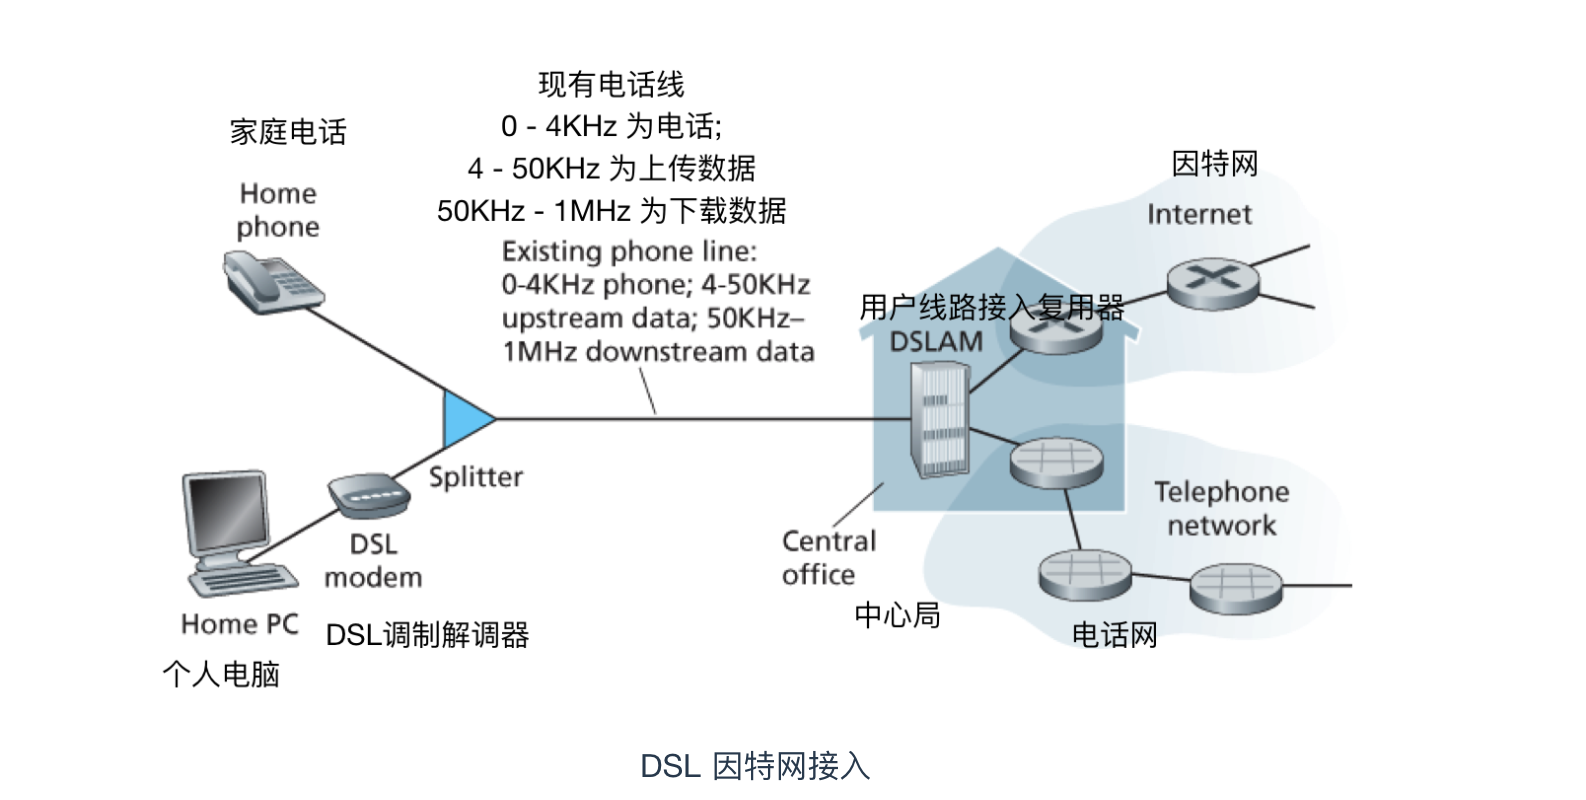 现有电话线
0 - 4KHz 为电话;
4 - 50KHz 为上传数据
50KHz - 1MHz 为下载数据
Existing phone line:
0-4KHz phone; 4-50KHz
upstream data; 50KHz–
1MHz downstream data
家庭电话
Home
phone
因特网
Internet
用户线路接入复用器
DSLAM
Splitter
DSL
modem
DSL调制解调器
Home PC
个人电脑
Central
office
中心局
Telephone
network
电话网
DSL 因特网接入